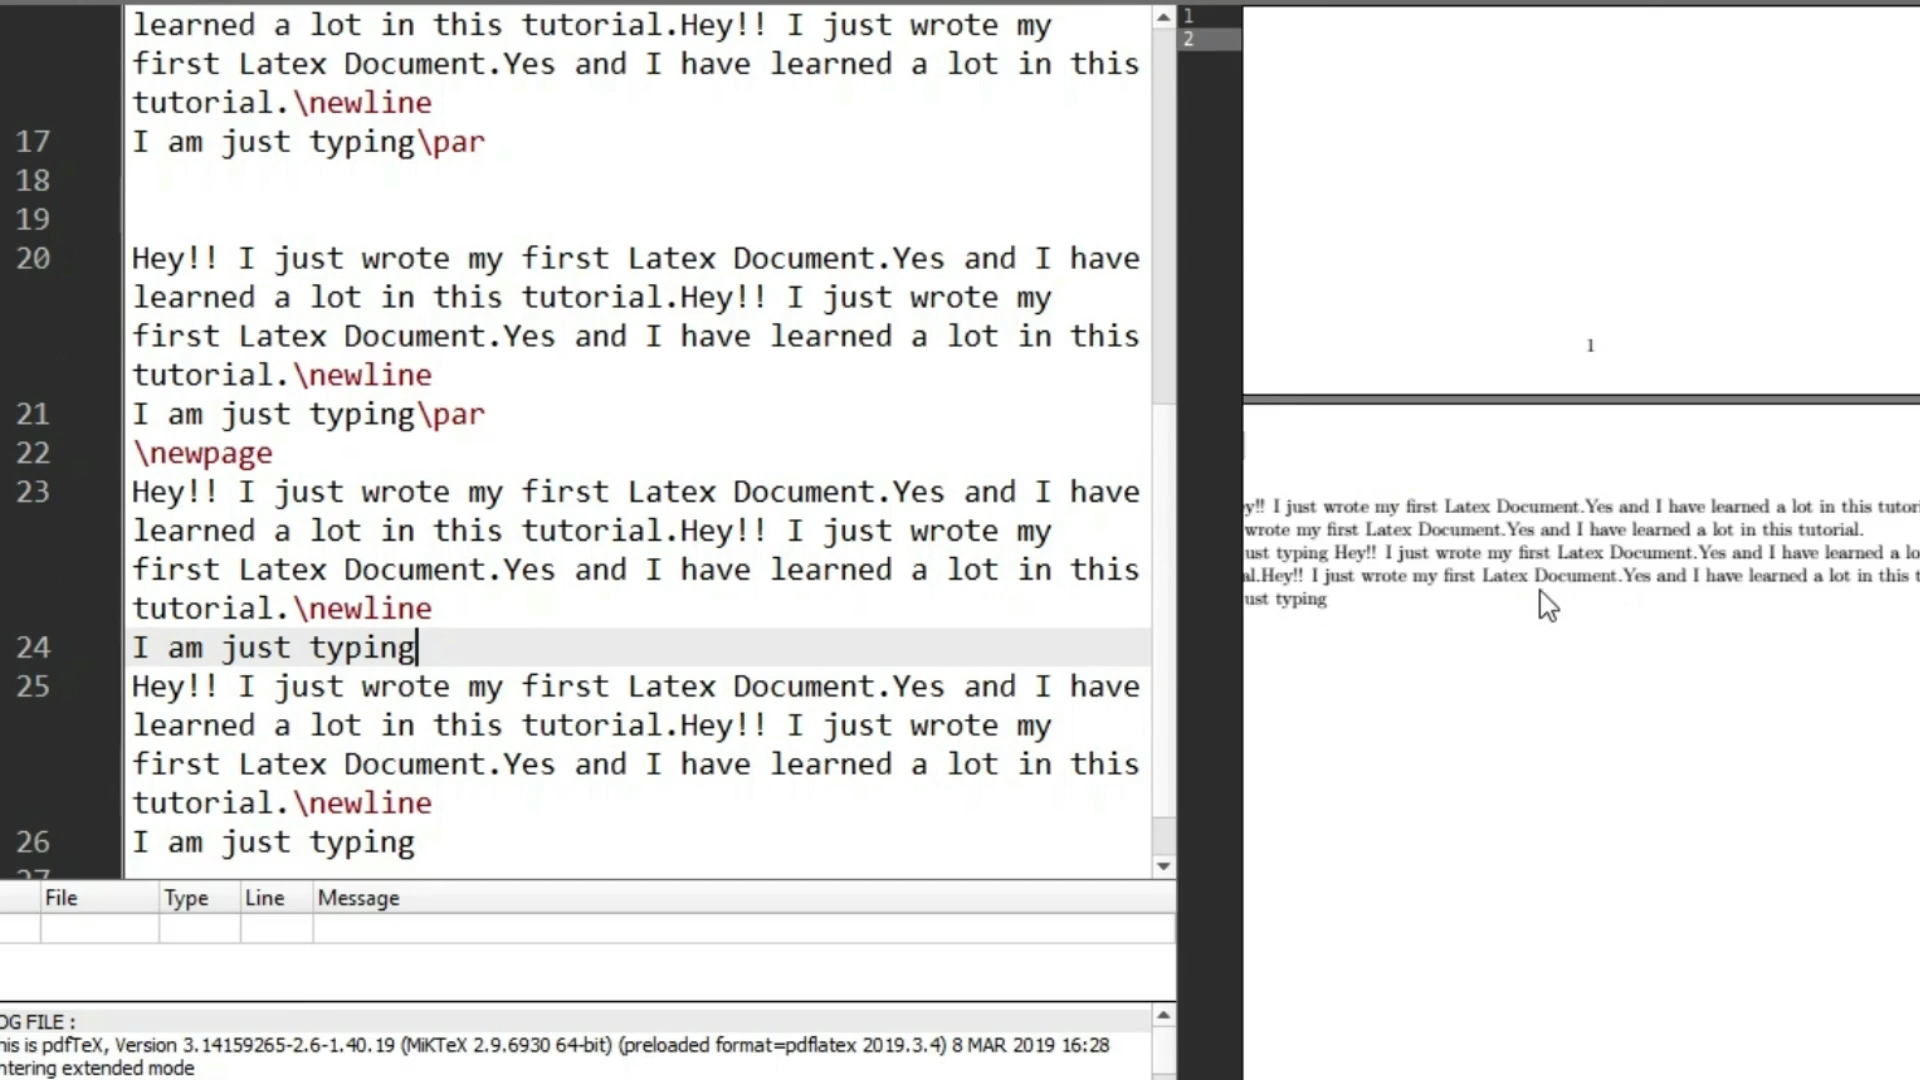 learned a lot in this tutorial.Hey!! I just wrote my
first Latex Document.Yes and I have learned a lot in this
tutorial.\newline
17 I am just typing\par
18
19
20 Hey!! I just wrote my first Latex Document.Yes and I have
learned a lot in this tutorial.Hey!! I just wrote my
first Latex Document.Yes and I have learned a lot in this
tutorial.\newline
21 I am just typing\par
22 \newpage
23 Hey!! I just wrote my first Latex Document.Yes and I have
learned a lot in this tutorial.Hey!! I just wrote my
first Latex Document.Yes and I have learned a lot in this
tutorial.\newline
24 I am just typing
25 Hey!! I just wrote my first Latex Document.Yes and I have
learned a lot in this tutorial.Hey!! I just wrote my
first Latex Document.Yes and I have learned a lot in this
tutorial.\newline
26 I am just typing
File Type Line Message
OG FILE :
his is pdfTeX, Version 3.14159265-2.6-1.40.19 (MiKTeX 2.9.6930 64-bit) (preloaded format=pdflatex 2019.3.4) 8 MAR 2019 16:28
ntering extended mode
1
2
1
y!! I just wrote my first Latex Document.Yes and I have learned a lot in this tutori
wrote my first Latex Document.Yes and I have learned a lot in this tutorial.
ust typing Hey!! I just wrote my first Latex Document.Yes and I have learned a lo
al.Hey!! I just wrote my first Latex Document.Yes and I have learned a lot in this t
ust typing